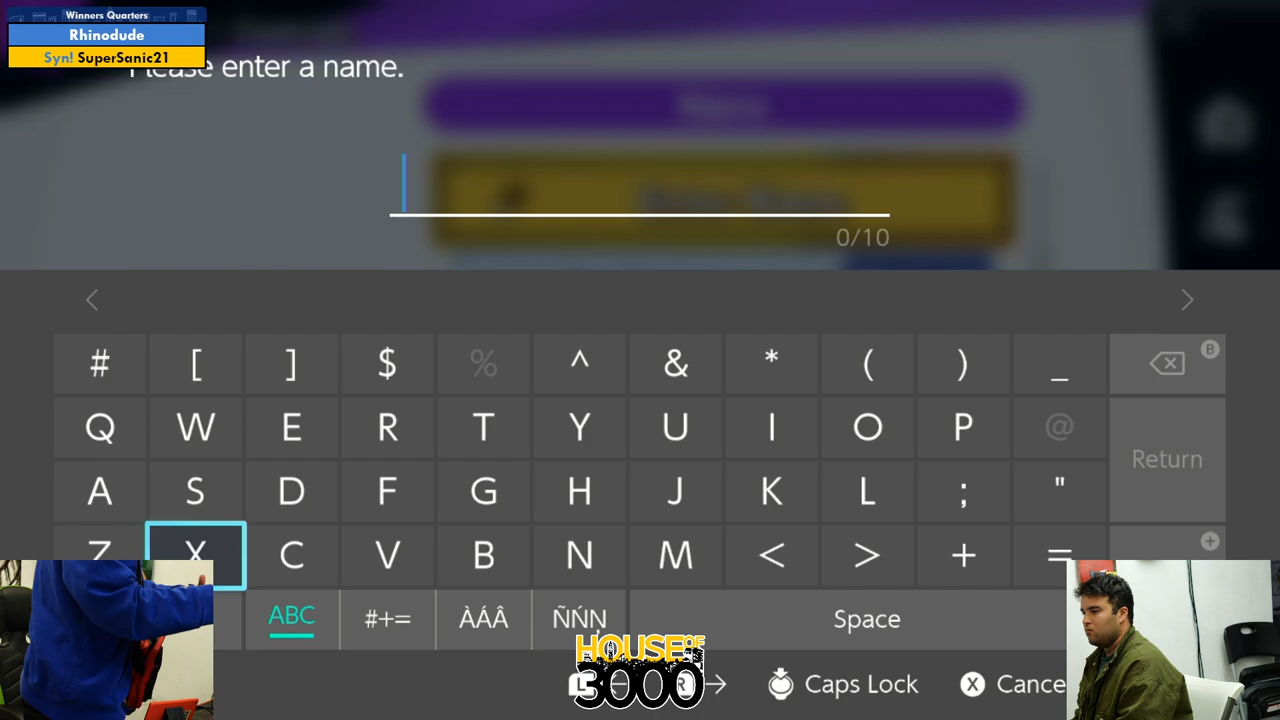 Winners Quarters
Rhinodude
Syn! SuperSanic21
Please enter a name.
0/10
# [ ] $ % ^ & * ( ) _ B
Q W E R T Y U I O P @
Return
A S D F G H J K L ; "
Z X C V B N M < > + = +
ABC #+= ÀÁÂ ÑŃṆ Space
HOUSE OF
3000
L R Caps Lock X Cance